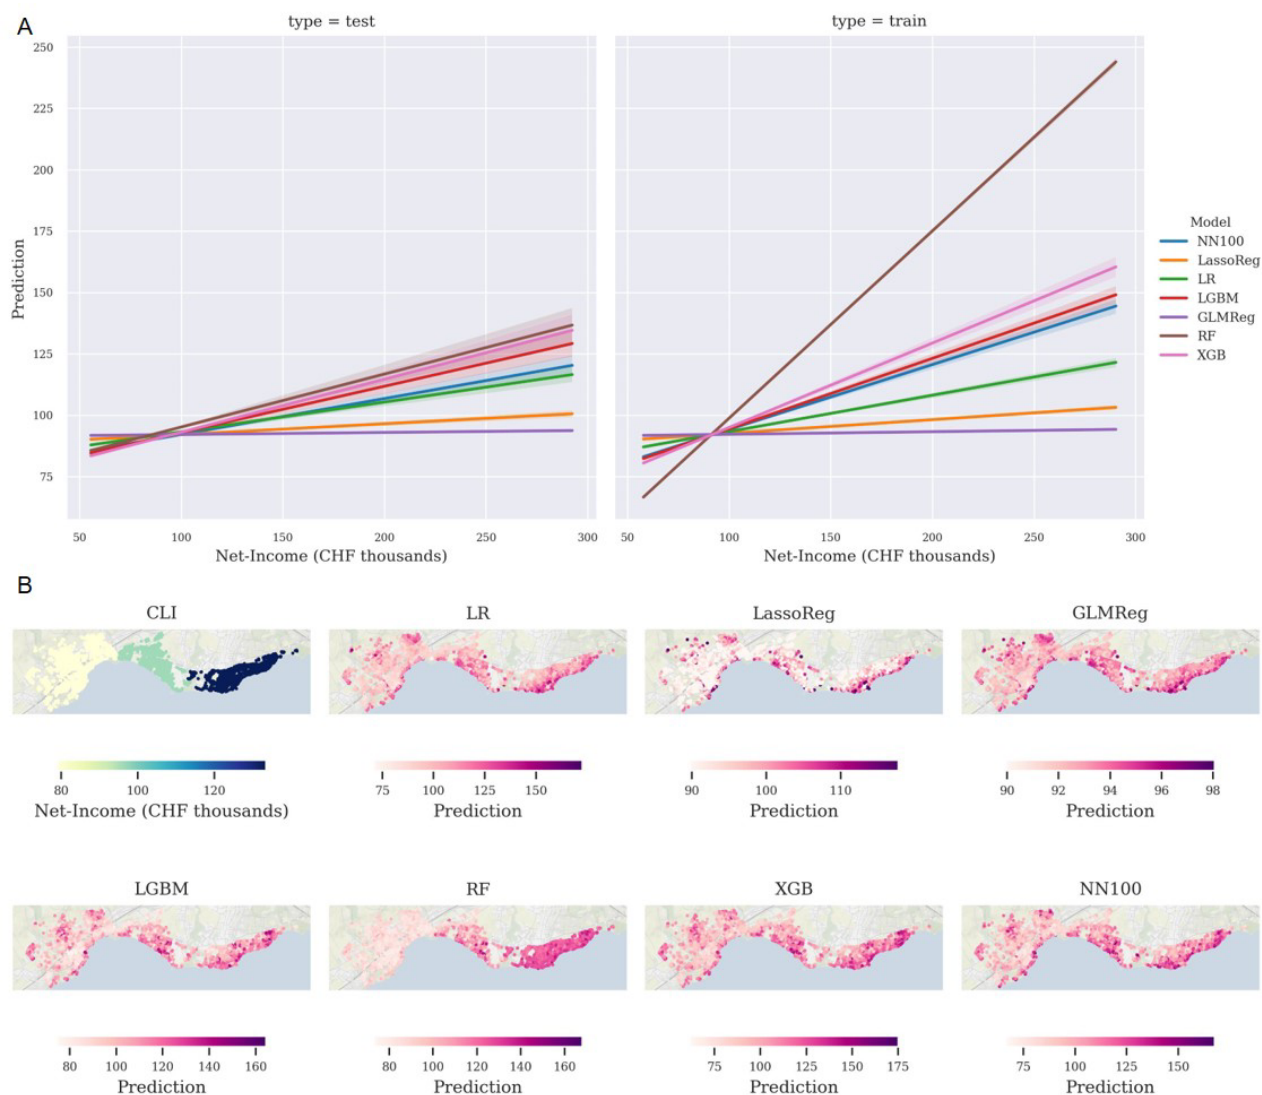 A
type = test
type = train
250
225
200
175
150
125
100
75
Prediction
50 100 150 200 250 300
50 100 150 200 250 300
Net-Income (CHF thousands)
Net-Income (CHF thousands)
Model
NN100
LassoReg
LR
LGBM
GLMReg
RF
XGB
B
CLI
LR
LassoReg
GLMReg
80 100 120
75 100 125 150
90 100 110
90 92 94 96 98
Net-Income (CHF thousands)
Prediction
Prediction
Prediction
LGBM
RF
XGB
NN100
80 100 120 140 160
80 100 120 140 160
75 100 125 150 175
75 100 125 150
Prediction
Prediction
Prediction
Prediction